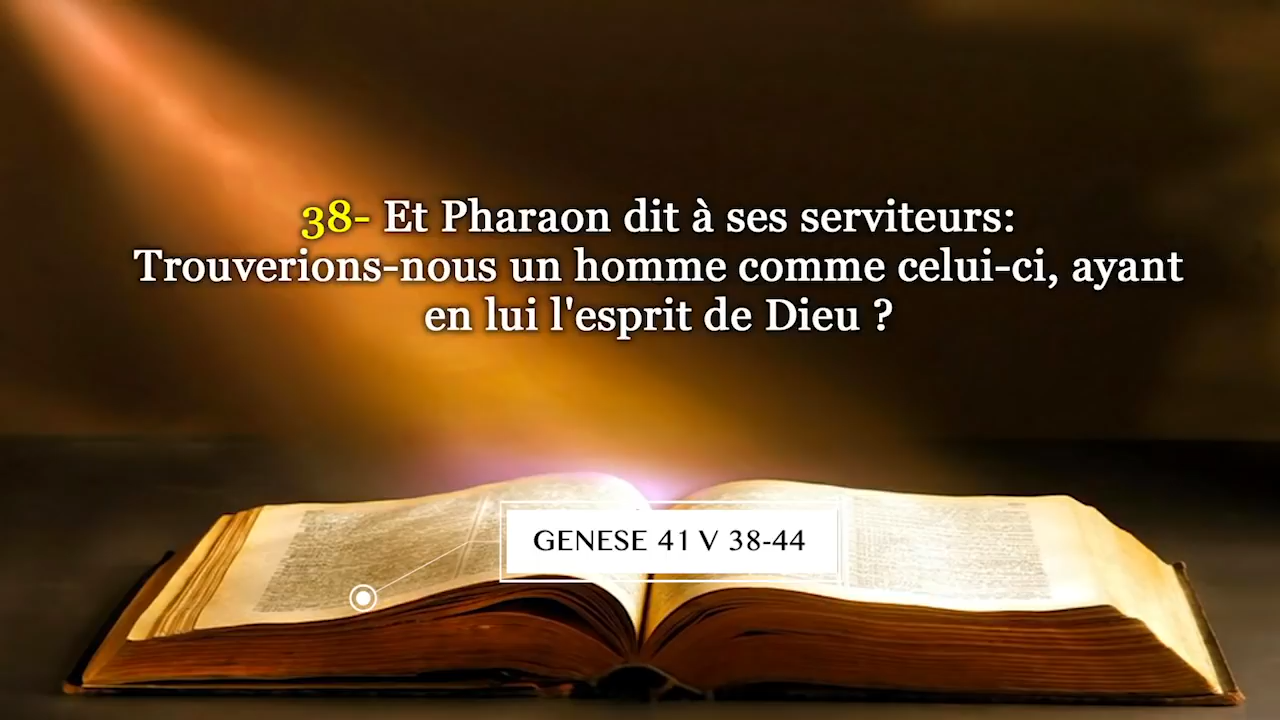 38- Et Pharaon dit à ses serviteurs:
Trouverions-nous un homme comme celui-ci, ayant
en lui l'esprit de Dieu ?
GENESE 41 V 38-44